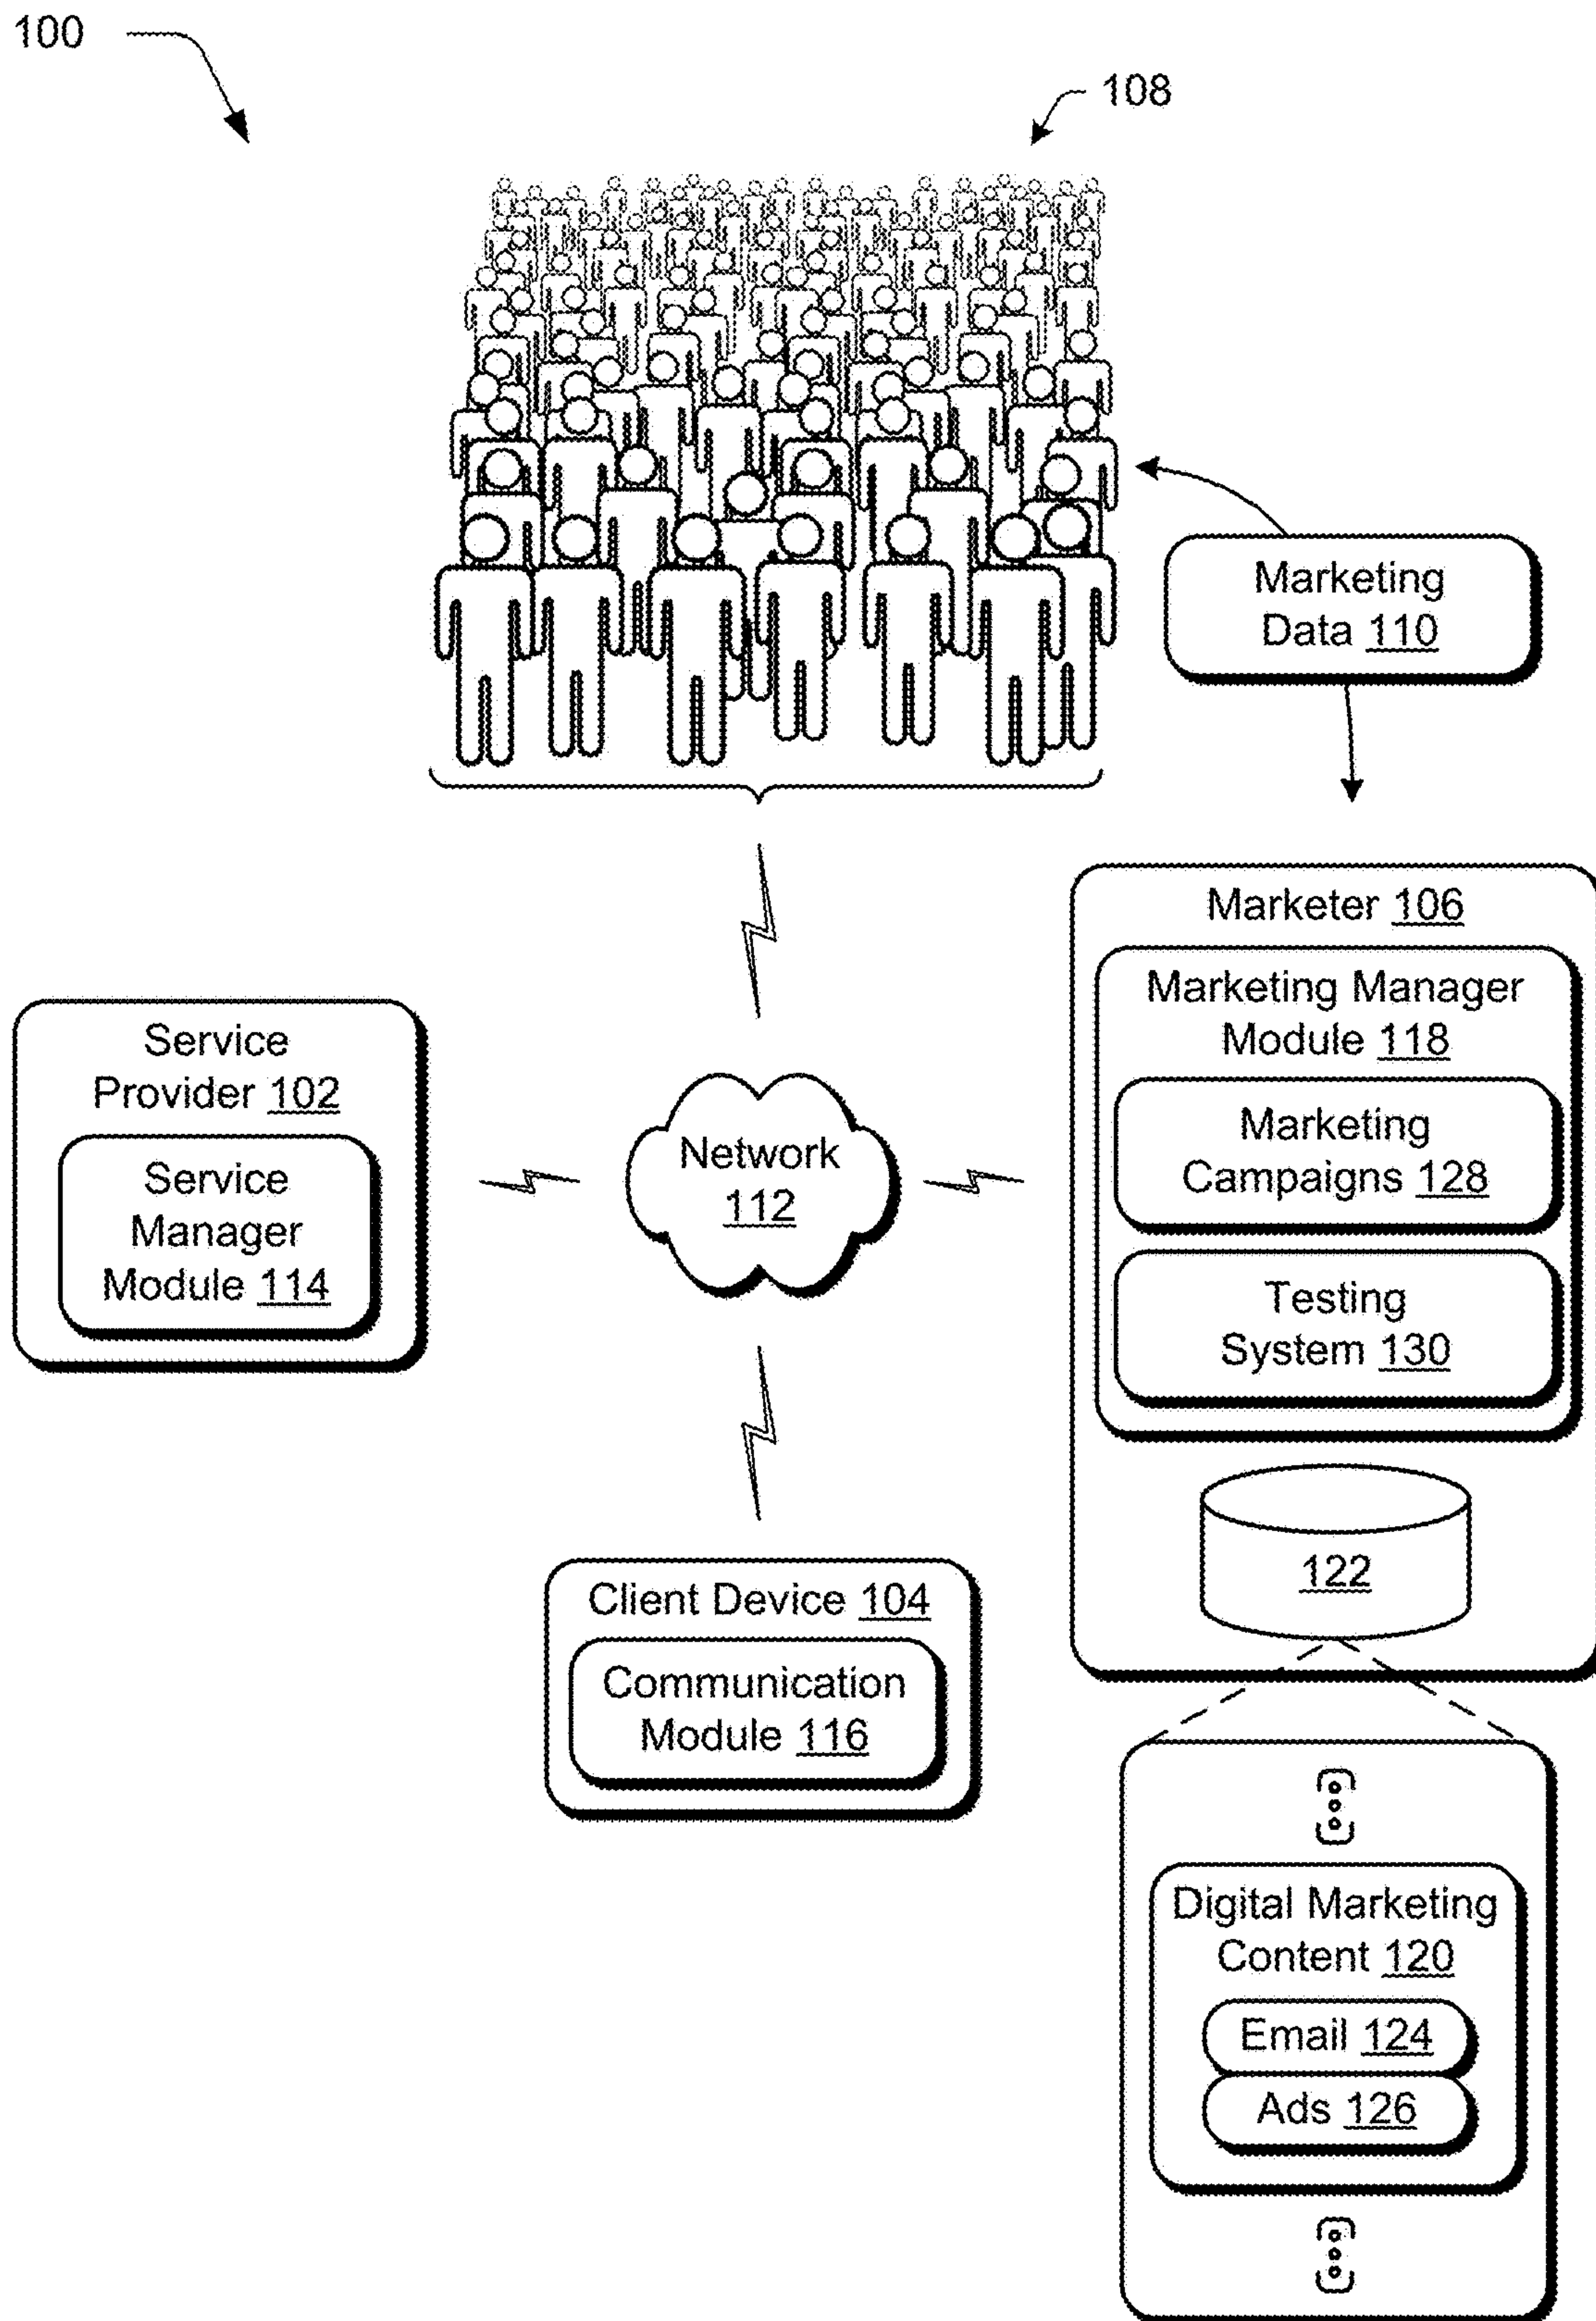 100
108
Marketing
Data 110
Marketer 106
Marketing Manager
Module 118
Marketing
Campaigns 128
Testing
System 130
122
Service
Provider 102
Service
Manager
Module 114
Network
112
Client Device 104
Communication
Module 116
Digital Marketing
Content 120
Email 124
Ads 126